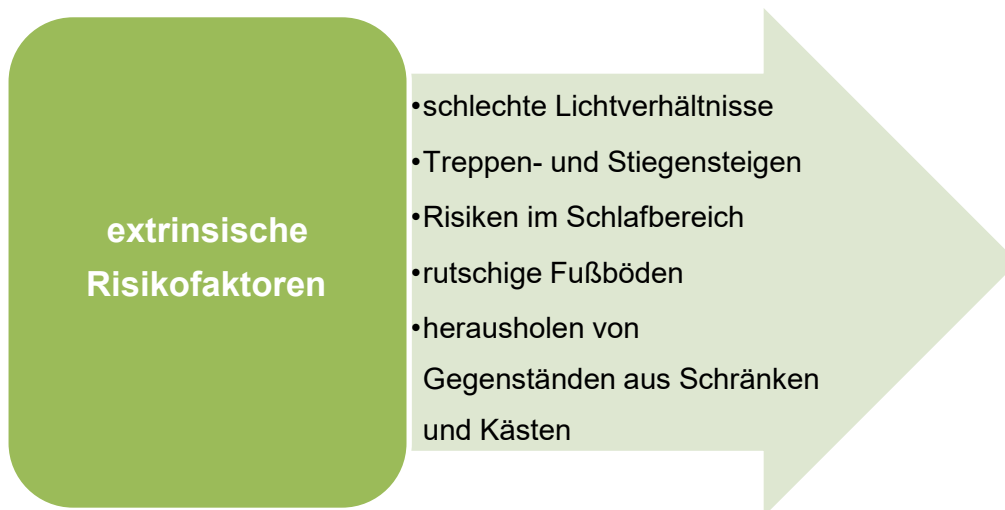 extrinsische
Risikofaktoren
•schlechte Lichtverhältnisse
•Treppen- und Stiegensteigen
•Risiken im Schlafbereich
•rutschige Fußböden
•herausholen von
Gegenständen aus Schränken
und Kästen